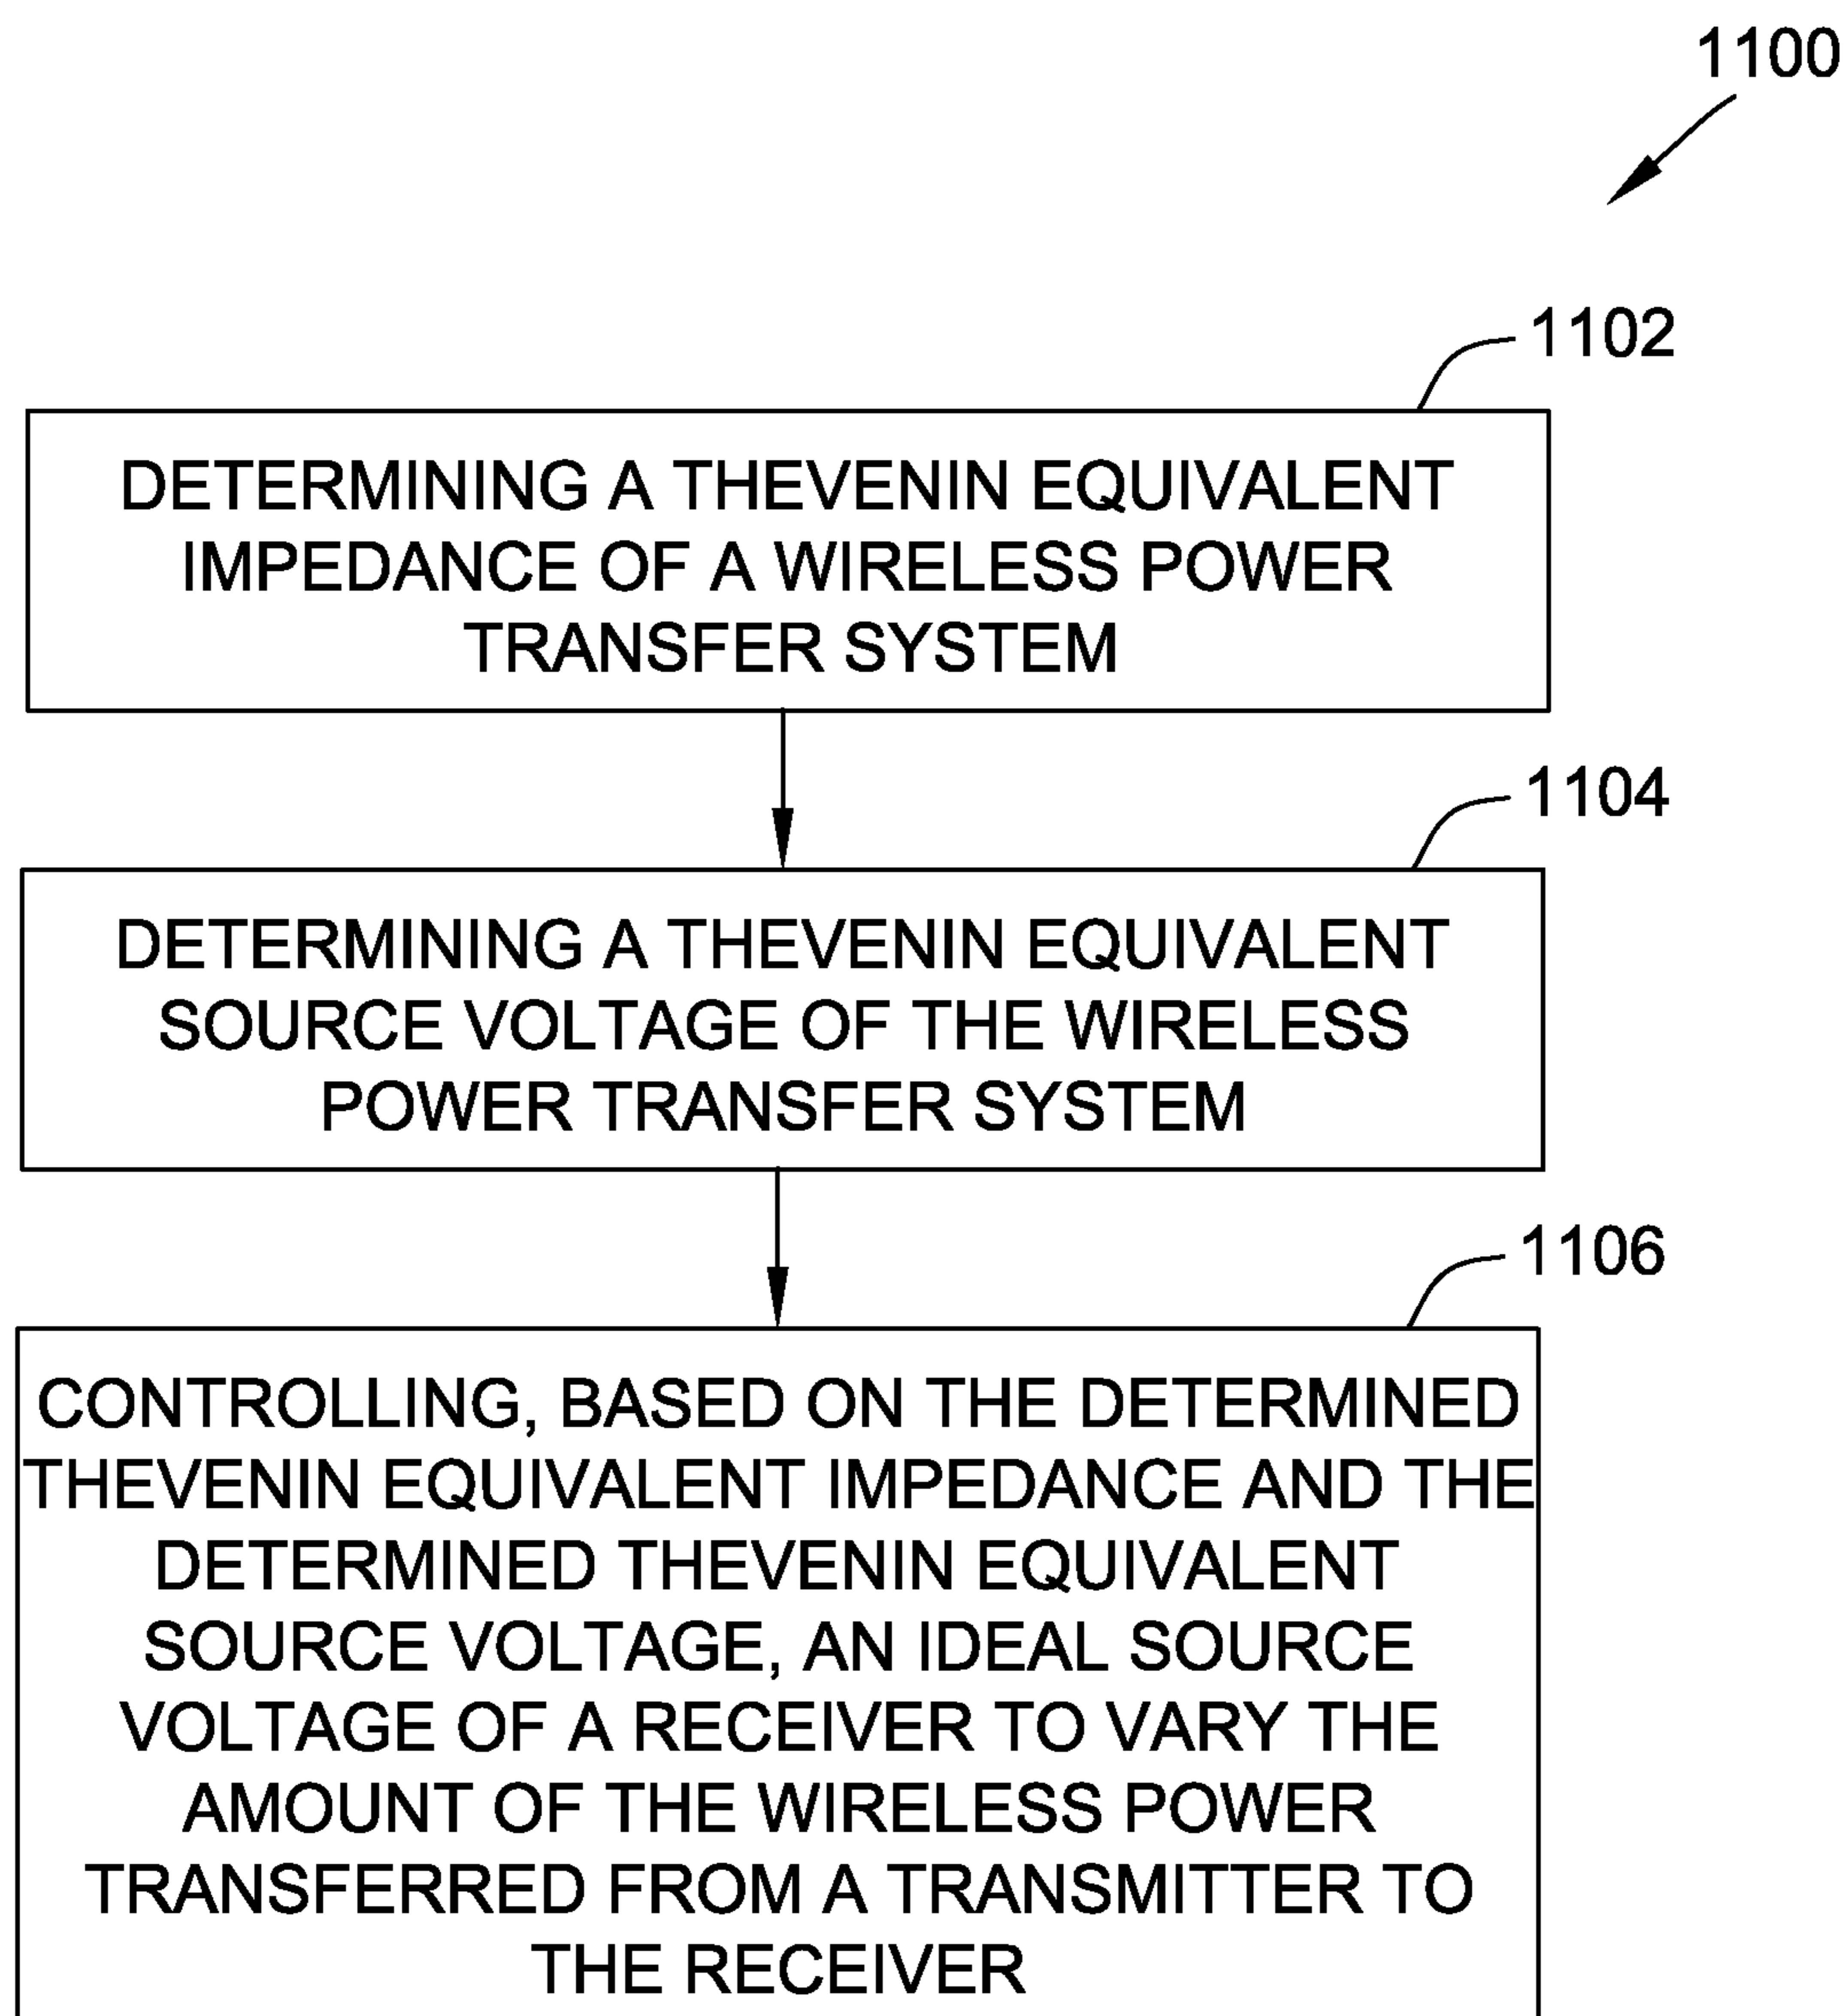 1100
1102
DETERMINING A THEVENIN EQUIVALENT
IMPEDANCE OF A WIRELESS POWER
TRANSFER SYSTEM
1104
DETERMINING A THEVENIN EQUIVALENT
SOURCE VOLTAGE OF THE WIRELESS
POWER TRANSFER SYSTEM
1106
CONTROLLING, BASED ON THE DETERMINED
THEVENIN EQUIVALENT IMPEDANCE AND THE
DETERMINED THEVENIN EQUIVALENT
SOURCE VOLTAGE, AN IDEAL SOURCE
VOLTAGE OF A RECEIVER TO VARY THE
AMOUNT OF THE WIRELESS POWER
TRANSFERRED FROM A TRANSMITTER TO
THE RECEIVER